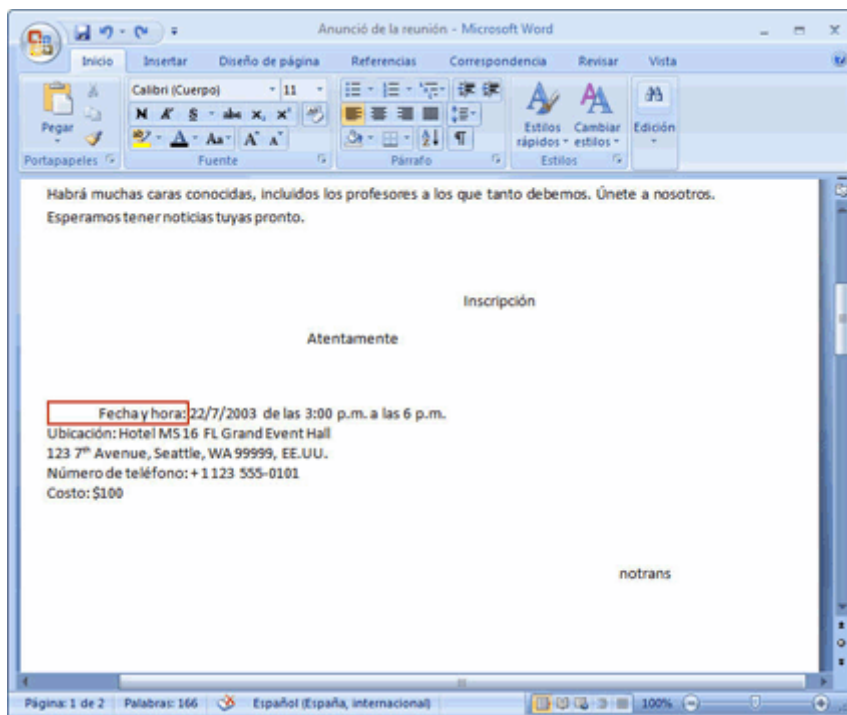 Anunció de la reunión - Microsoft Word
Inicio Insertar Diseño de página Referencias Correspondencia Revisar Vista
Calibri (Cuerpo) 11
Pegar
N K S abc x, x'
Aa A A
Estilos rápidos Cambiar estilos Edición
Portapapeles Fuente Párrafo Estilos
Habrá muchas caras conocidas, incluidos los profesores a los que tanto debemos. Únete a nosotros.
Esperamos tener noticias tuyas pronto.
Inscripción
Atentamente
Fecha y hora: 22/7/2003 de las 3:00 p.m. a las 6 p.m.
Ubicación: Hotel MS 16 FL Grand Event Hall
123 7th Avenue, Seattle, WA 99999, EE.UU.
Número de teléfono: +1 123 555-0101
Costo: $100
notrans
Página: 1 de 2 Palabras: 166 Español (España, internacional) 100%